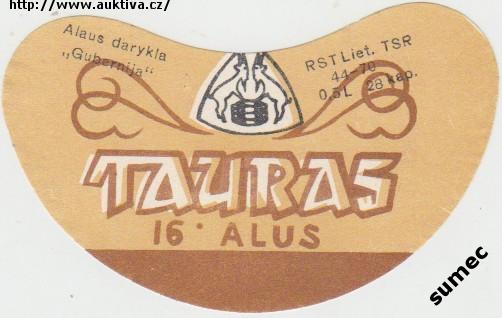 http://www.auktiva.cz/
Alaus darykla
„Gubernija"
RST Liet. TSR
44-70
0,5 L 28 kap.
TAURAS
16° ALUS
sumec